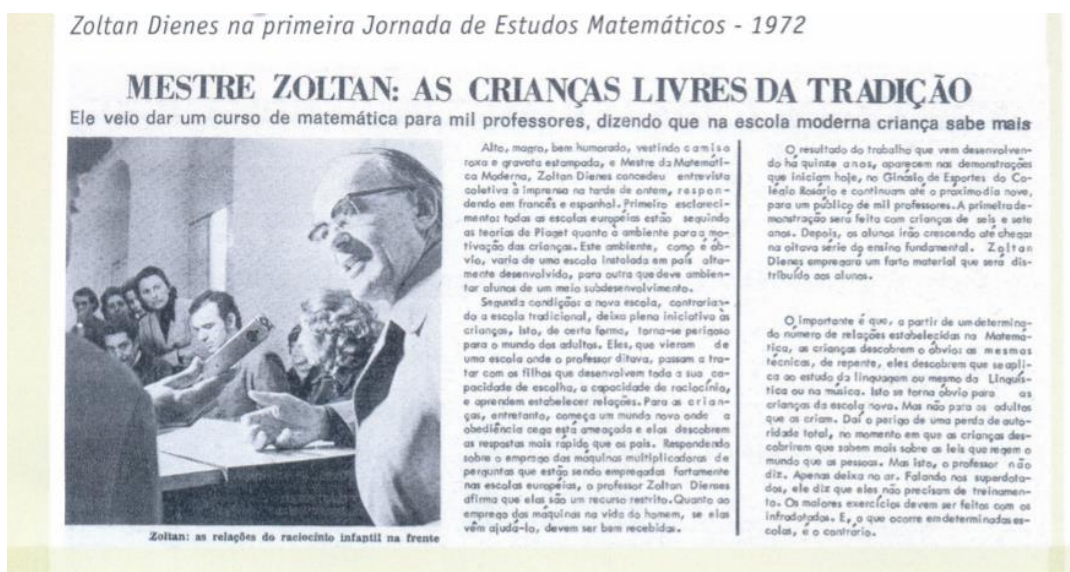 Zoltan Dienes na primeira Jornada de Estudos Matemáticos - 1972
MESTRE ZOLTAN: AS CRIANÇAS LIVRES DA TRADIÇÃO
Ele veio dar um curso de matemática para mil professores, dizendo que na escola moderna criança sabe mais
Alto, magro, bem humorado, vestindo camisa
roxa e gravata estampada, o Mestre da Matemáti-
ca Moderna, Zoltan Dienes concedeu entrevista
coletiva à imprensa na tarde de ontem, respon-
dendo em francês e espanhol. Primeiro esclareci-
mento: todas as escolas européias estão seguindo
as teorias de Piaget quanto à ambiente para a mo-
tivação das crianças. Este ambiente, como é ób-
vio, varia de uma escola instalada em país alta-
mente desenvolvido, para outra que deve ambien-
tar alunos de um meio subdesenvolvimento.
Segunda condição: a nova escola, contrarian-
do a escola tradicional, deixa plena iniciativa às
crianças. Isto, de certa forma, torna-se perigoso
para o mundo dos adultos. Eles, que vieram de
uma escola onde o professor ditava, passam a tra-
tar com os filhos que desenvolvem toda a sua ca-
pacidade de escolha, a capacidade de raciocínio,
e aprendem estabelecer relações. Para as crian-
ças, entretanto, começa um mundo novo onde a
obediência cega está ameaçada e elas descobrem
as respostas mais rápido que os pais. Respondendo
sobre o emprego das máquinas multiplicadoras de
perguntas que estão sendo empregadas fartamente
nas escolas européias, o professor Zoltan Dienes
afirma que elas são um recurso restrito. Quanto ao
emprego das máquinas na vida do homem, se elas
vêm ajudá-lo, devem ser bem recebidas.
O resultado do trabalho que vem desenvolven-
do há quinze anos, aparecem nas demonstrações
que iniciam hoje, no Ginásio de Esportes do Co-
légio Rosário e continuam até o próximo dia nove,
para um público de mil professores. A primeira de-
monstração será feito com crianças de seis e sete
anos. Depois, os alunos irão crescendo até chegar
na oitava série do ensino fundamental. Zoltan
Dienes empregará um farto material que será dis-
tribuído aos alunos.
O importante é que, a partir de um determina-
do número de relações estabelecidas na Matemá-
tica, as crianças descobrem o óbvio: as mesmas
técnicas, de repente, eles descobrem que se apli-
ca ao estudo da linguagem ou mesmo da Linguís-
tica ou na música. Isto se torna óbvio para as
crianças da escola nova. Mas não para os adultos
que as criam. Daí o perigo de uma perda de auto-
ridade total, no momento em que as crianças des-
cobrirem que sabem mais sobre as leis que regem o
mundo que as pessoas. Mas isto, o professor não
diz. Apenas deixa no ar. Falando nos superdota-
dos, ele diz que eles não precisam de treinamen-
to. Os maiores exercícios devem ser feitos com os
infradotados. E, o que ocorre em determinadas es-
colas, é o contrário.
Zoltan: as relações do raciocínio infantil na frente